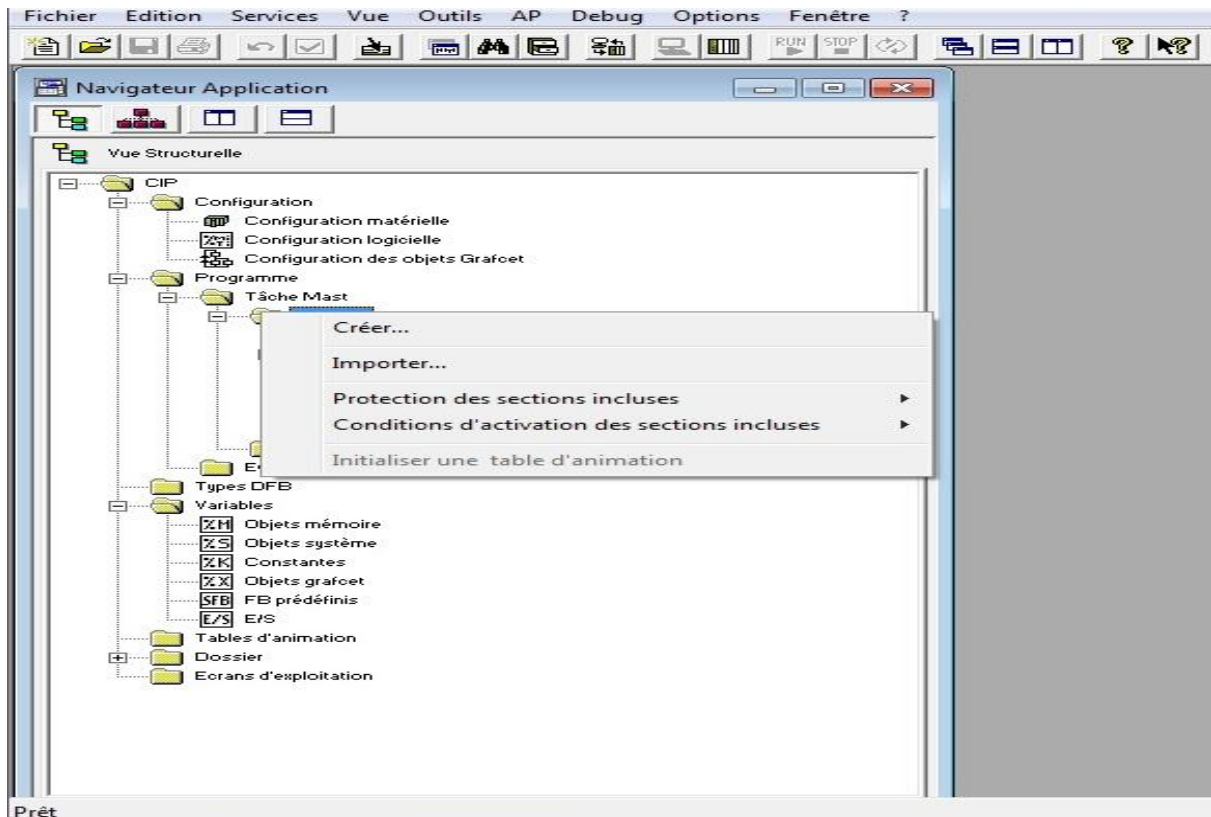 Fichier Edition Services Vue Outils AP Debug Options Fenêtre ?
RUN STOP
Navigateur Application
Vue Structurelle
CIP
Configuration
Configuration matérielle
Configuration logicielle
Configuration des objets Grafcet
Programme
Tâche Mast
Créer...
Importer...
Protection des sections incluses
Conditions d'activation des sections incluses
Initialiser une table d'animation
Types DFB
Variables
%M Objets mémoire
%S Objets système
%K Constantes
%X Objets grafcet
SFB FB prédéfinis
E/S E/S
Tables d'animation
Dossier
Ecrans d'exploitation
Prêt